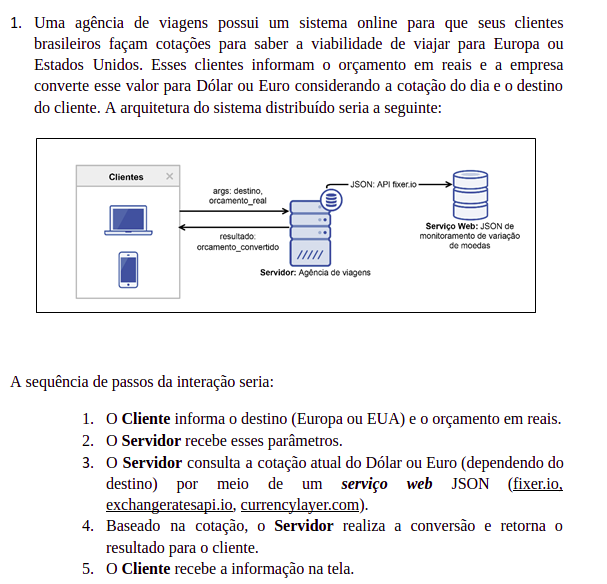 1. Uma agência de viagens possui um sistema online para que seus clientes
brasileiros façam cotações para saber a viabilidade de viajar para Europa ou
Estados Unidos. Esses clientes informam o orçamento em reais e a empresa
converte esse valor para Dólar ou Euro considerando a cotação do dia e o destino
do cliente. A arquitetura do sistema distribuído seria a seguinte:
Clientes
args: destino,
orcamento_real
resultado:
orcamento_convertido
JSON: API fixer.io
Servidor: Agência de viagens
Serviço Web: JSON de
monitoramento de variação
de moedas
A sequência de passos da interação seria:
1. O Cliente informa o destino (Europa ou EUA) e o orçamento em reais.
2. O Servidor recebe esses parâmetros.
3. O Servidor consulta a cotação atual do Dólar ou Euro (dependendo do
destino) por meio de um serviço web JSON (fixer.io,
exchangeratesapi.io, currencylayer.com).
4. Baseado na cotação, o Servidor realiza a conversão e retorna o
resultado para o cliente.
5. O Cliente recebe a informação na tela.